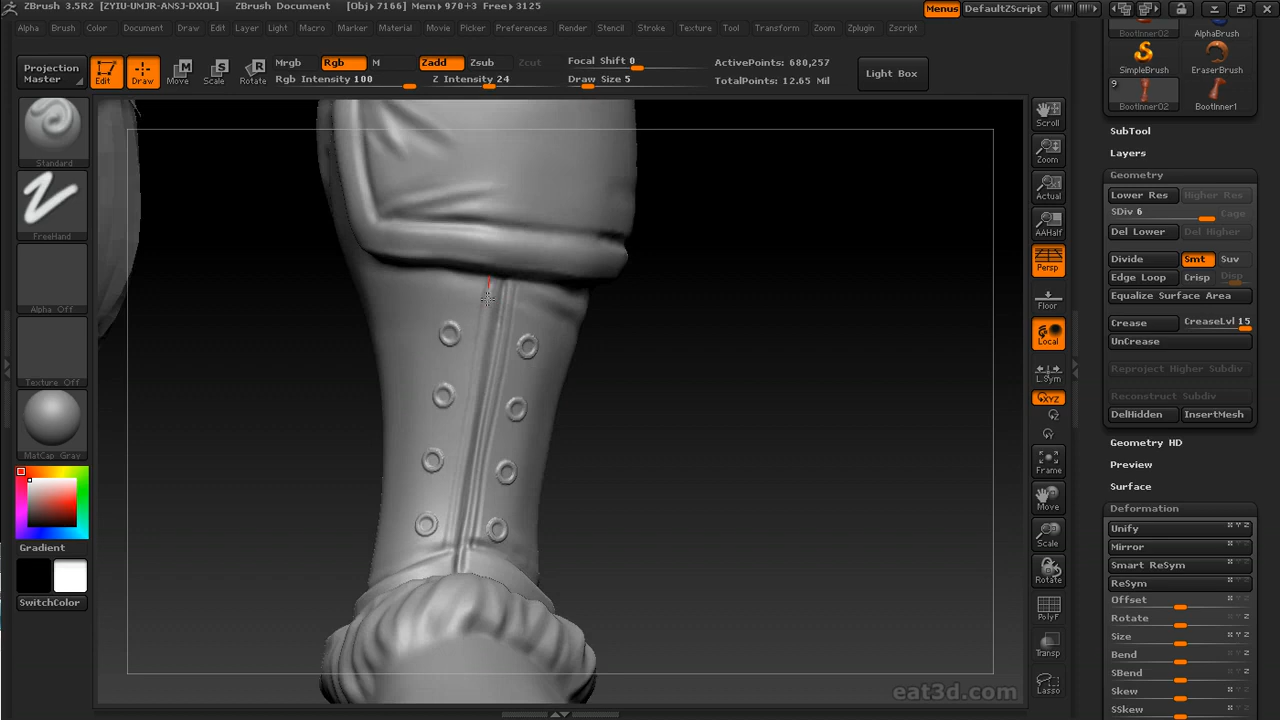 ZBrush 3.5R2 [ZYIU-UMJR-ANSJ-DXOL] ZBrush Document [Obj▸7166] Mem▸970+3 Free▸3125 Menus DefaultZScript
Alpha Brush Color Document Draw Edit Layer Light Macro Marker Material Movie Picker Preferences Render Stencil Stroke Texture Tool Transform Zoom Zplugin Zscript
Projection Master
Edit Draw Move Scale Rotate
Mrgb Rgb M
Rgb Intensity 100
Zadd Zsub Zcut
Z Intensity 24
Focal Shift 0
Draw Size 5
ActivePoints: 680,257
TotalPoints: 12.65 Mil
Light Box
Standard
FreeHand
Alpha Off
Texture Off
MatCap Gray
Gradient
SwitchColor
Scroll
Zoom
Actual
AAHalf
Persp
Floor
Local
L.Sym
XYZ
Frame
Move
Scale
Rotate
PolyF
Transp
Lasso
BootInner02 AlphaBrush
SimpleBrush EraserBrush
9
BootInner02 BootInner1
SubTool
Layers
Geometry
Lower Res Higher Res
SDiv 6 Cage
Del Lower Del Higher
Divide Smt Suv
Edge Loop Crisp Disp
Equalize Surface Area
Crease CreaseLvl 15
UnCrease
Reproject Higher Subdiv
Reconstruct Subdiv
DelHidden InsertMesh
Geometry HD
Preview
Surface
Deformation
Unify
Mirror
Smart ReSym
ReSym
Offset
Rotate
Size
Bend
SBend
Skew
SSkew
eat3d.com